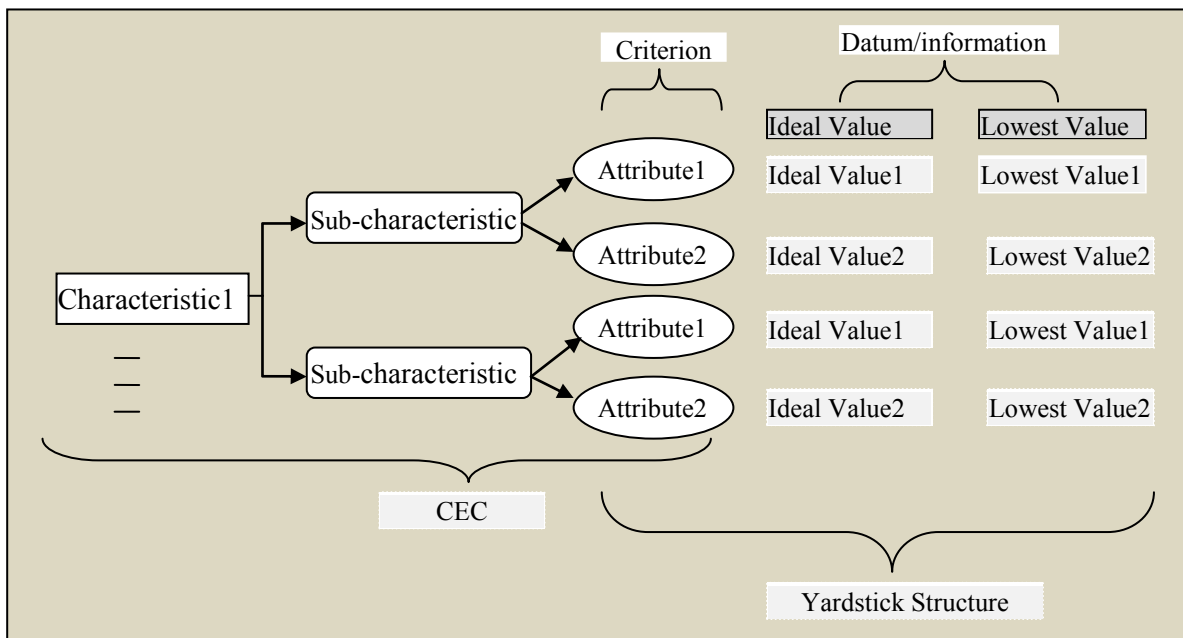 Criterion
Datum/information
Ideal Value
Lowest Value
Attribute1
Ideal Value1
Lowest Value1
Sub-characteristic
Attribute2
Ideal Value2
Lowest Value2
Characteristic1
Attribute1
Ideal Value1
Lowest Value1
Sub-characteristic
Attribute2
Ideal Value2
Lowest Value2
CEC
Yardstick Structure